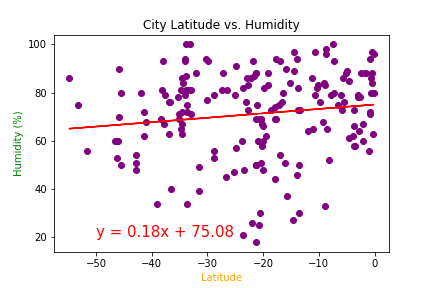 City Latitude vs. Humidity
100
80
60
40
20
Humidity (%)
y = 0.18x + 75.08
−50 −40 −30 −20 −10 0
Latitude